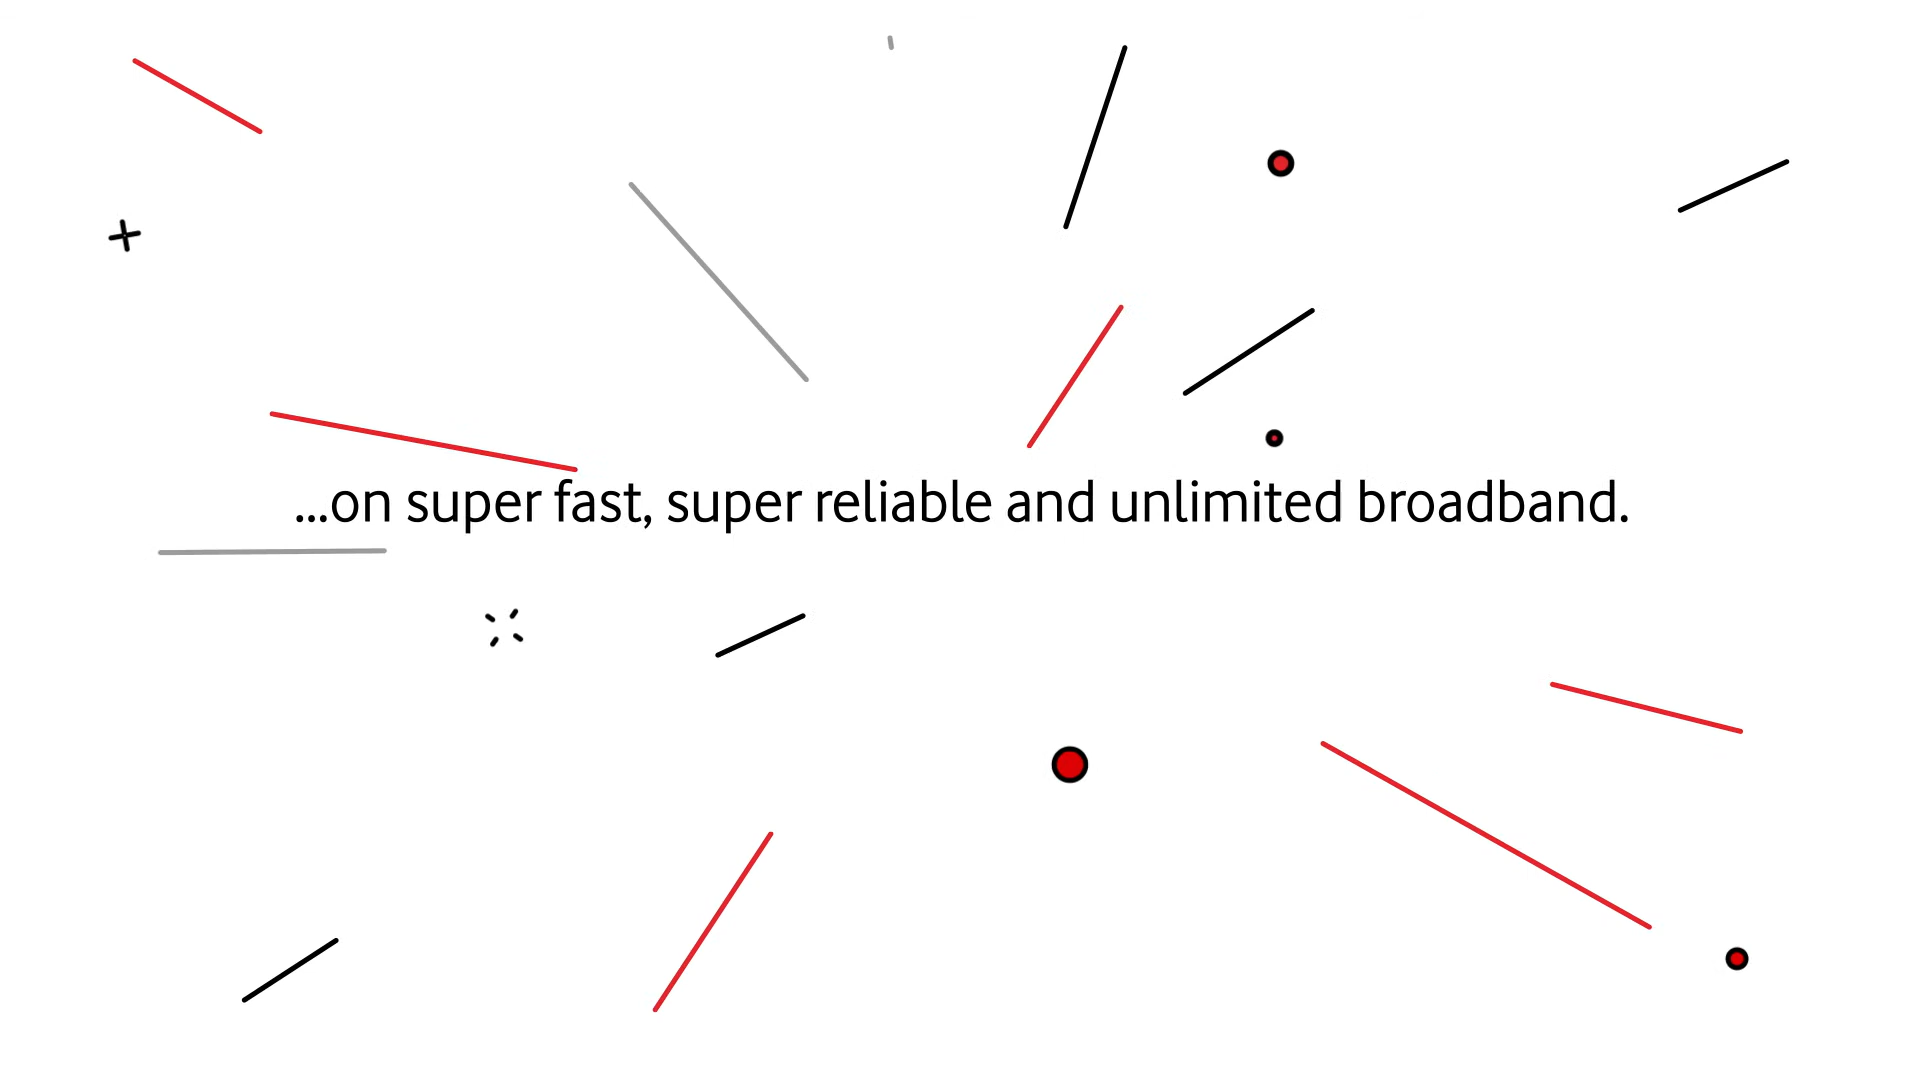 ...on super fast, super reliable and unlimited broadband.